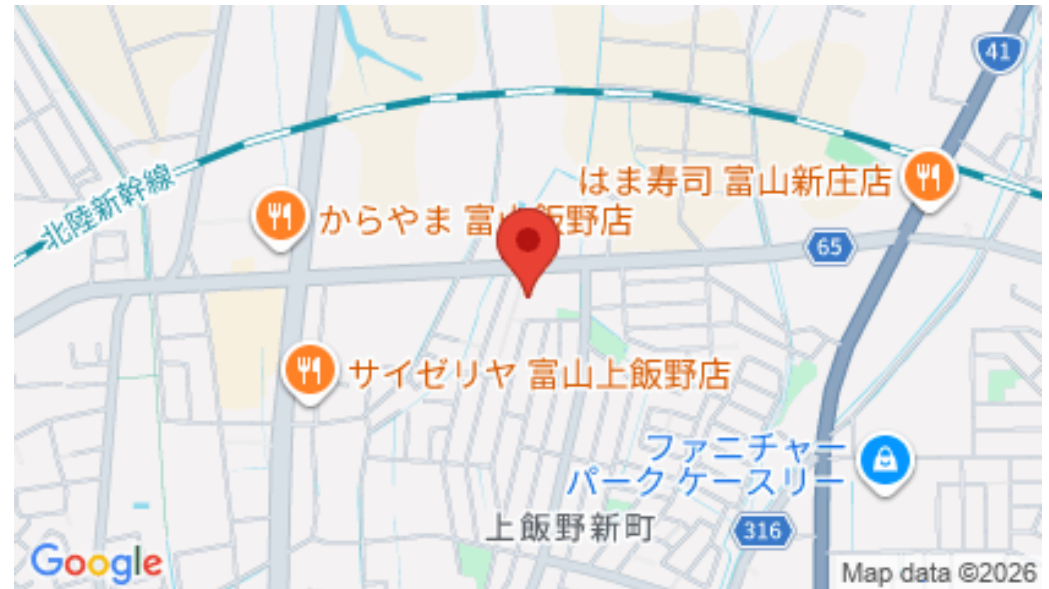 41
はま寿司 富山新庄店
北陸新幹線
からやま 富山飯野店
65
サイゼリヤ 富山上飯野店
ファニチャー
パーク ケースリー
上飯野新町
316
Google
Map data ©2026